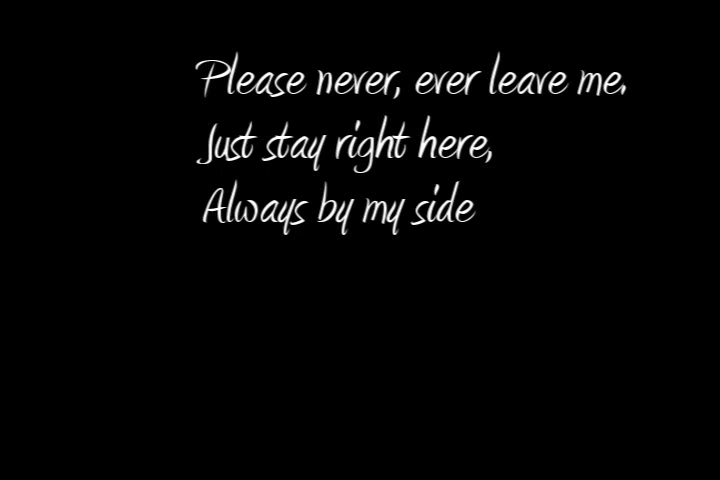 Please never, ever leave me.
Just stay right here,
Always by my side